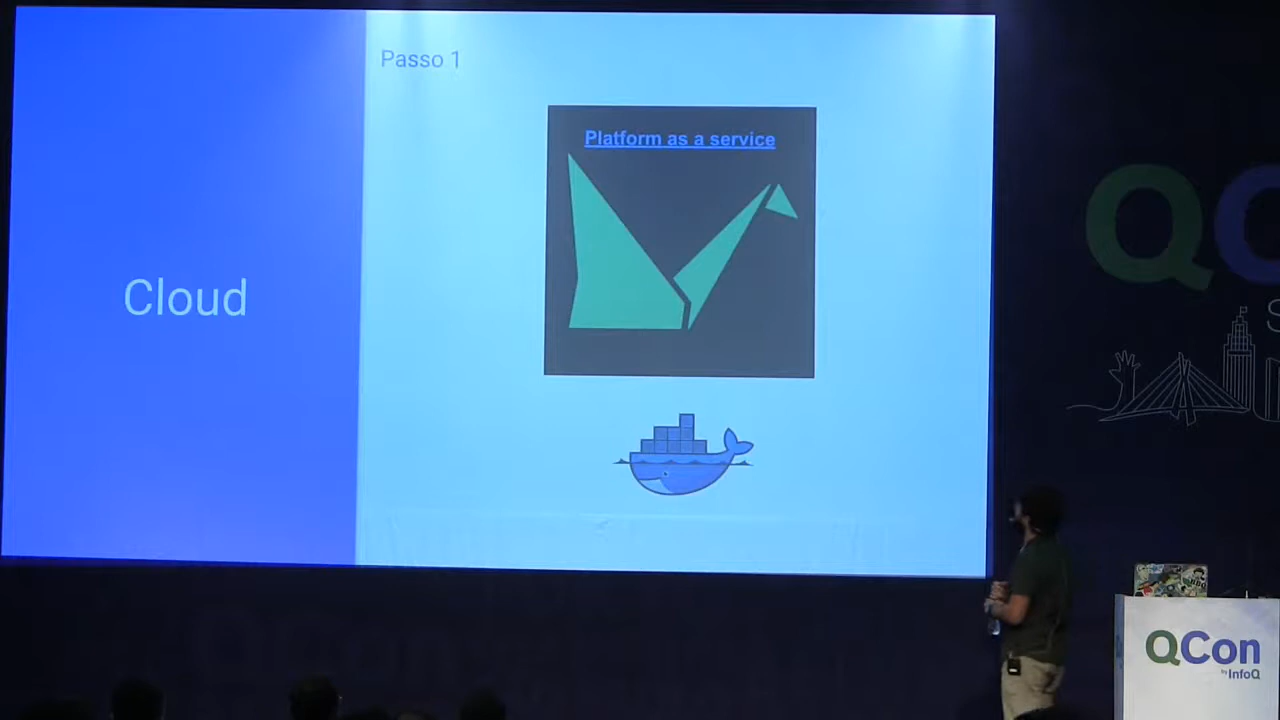 Passo 1
Platform as a service
Cloud
QCon
by InfoQ